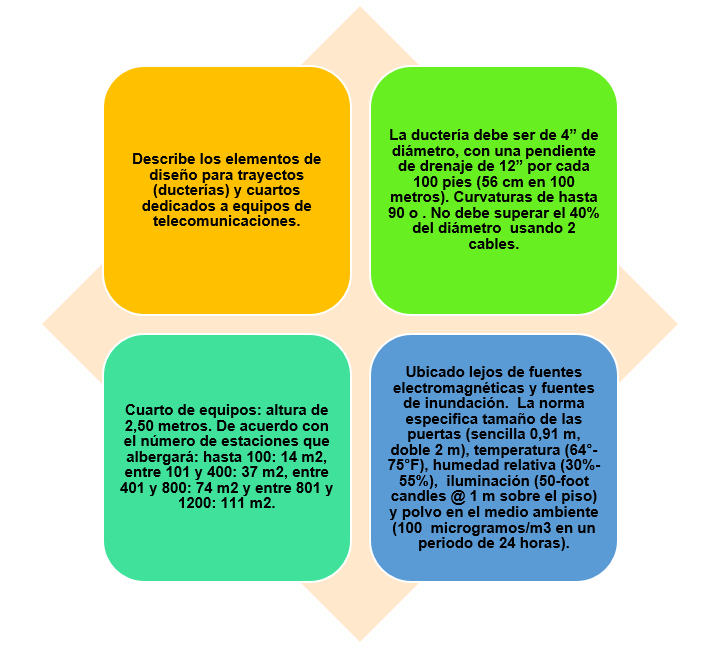 Describe los elementos de
diseño para trayectos
(ducterías) y cuartos
dedicados a equipos de
telecomunicaciones.
La ductería debe ser de 4” de
diámetro, con una pendiente
de drenaje de 12” por cada
100 pies (56 cm en 100
metros). Curvaturas de hasta
90 o . No debe superar el 40%
del diámetro usando 2
cables.
Cuarto de equipos: altura de
2,50 metros. De acuerdo con
el número de estaciones que
albergará: hasta 100: 14 m2,
entre 101 y 400: 37 m2, entre
401 y 800: 74 m2 y entre 801 y
1200: 111 m2.
Ubicado lejos de fuentes
electromagnéticas y fuentes
de inundación. La norma
especifica tamaño de las
puertas (sencilla 0,91 m,
doble 2 m), temperatura (64°-
75°F), humedad relativa (30%-
55%), iluminación (50-foot
candles @ 1 m sobre el piso)
y polvo en el medio ambiente
(100 microgramos/m3 en un
periodo de 24 horas).